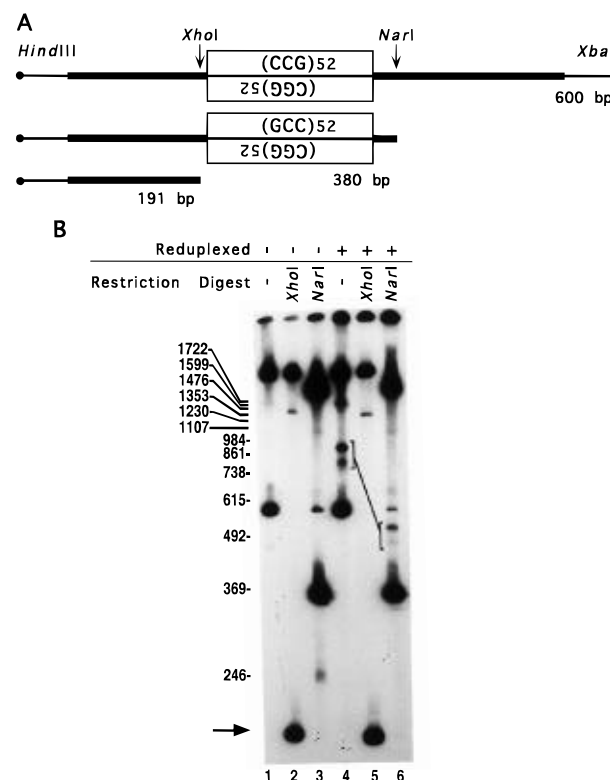 A
HindIII XhoI NarI Xba
(CCG)52
(CGG)52
600 bp
(GCC)52
(CGG)52
191 bp 380 bp
B
Reduplexed - - - + + +
Restriction Digest - XhoI NarI - XhoI NarI
1722
1599
1476
1353
1230
1107
984-
861-
738-
615-
492-
369-
246-
1 2 3 4 5 6